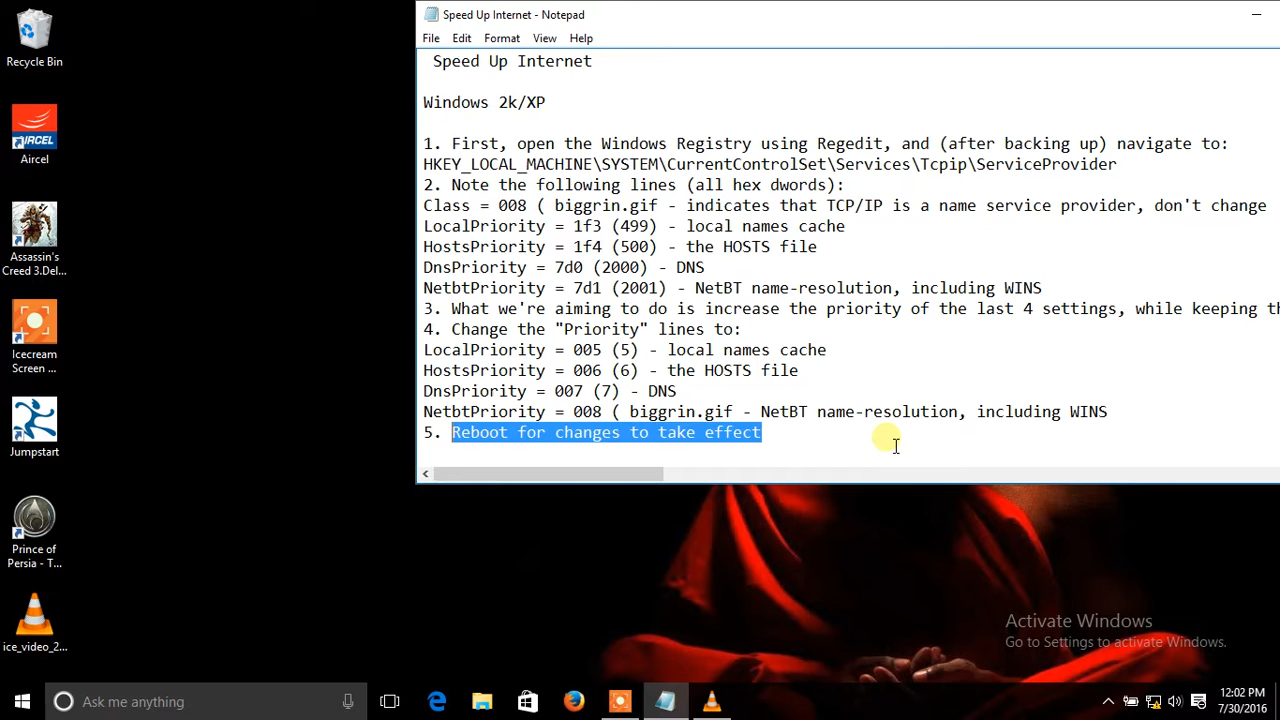 Speed Up Internet - Notepad
File Edit Format View Help
Speed Up Internet
Windows 2k/XP
1. First, open the Windows Registry using Regedit, and (after backing up) navigate to:
HKEY_LOCAL_MACHINE\SYSTEM\CurrentControlSet\Services\Tcpip\ServiceProvider
2. Note the following lines (all hex dwords):
Class = 008 ( biggrin.gif - indicates that TCP/IP is a name service provider, don't change
LocalPriority = 1f3 (499) - local names cache
HostsPriority = 1f4 (500) - the HOSTS file
DnsPriority = 7d0 (2000) - DNS
NetbtPriority = 7d1 (2001) - NetBT name-resolution, including WINS
3. What we're aiming to do is increase the priority of the last 4 settings, while keeping th
4. Change the "Priority" lines to:
LocalPriority = 005 (5) - local names cache
HostsPriority = 006 (6) - the HOSTS file
DnsPriority = 007 (7) - DNS
NetbtPriority = 008 ( biggrin.gif - NetBT name-resolution, including WINS
5. Reboot for changes to take effect
Recycle Bin
AIRCEL
Aircel
Assassin's
Creed 3.Del...
Icecream
Screen ...
Jumpstart
Prince of
Persia - T...
ice_video_2...
Activate Windows
Go to Settings to activate Windows.
Ask me anything
12:02 PM
7/30/2016